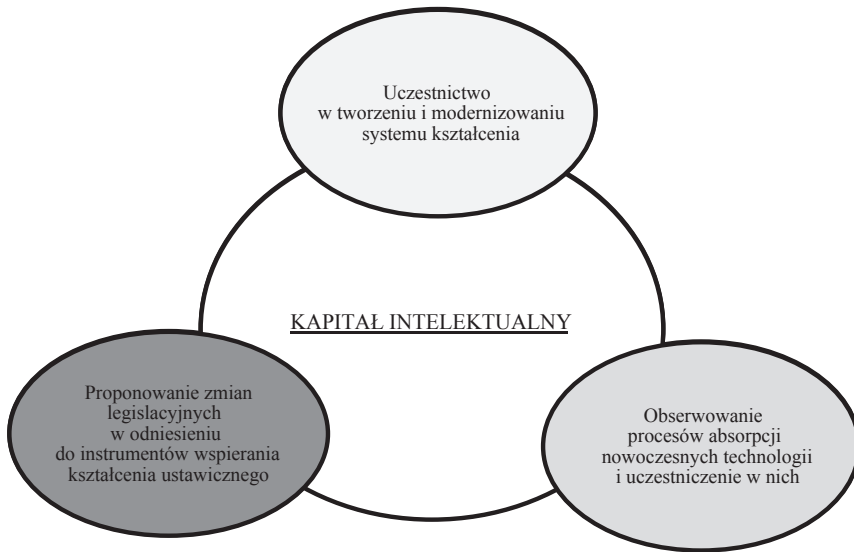 Uczestnictwo
w tworzeniu i modernizowaniu
systemu kształcenia
KAPITAŁ INTELEKTUALNY
Proponowanie zmian
legislacyjnych
w odniesieniu
do instrumentów wspierania
kształcenia ustawicznego
Obserwowanie
procesów absorpcji
nowoczesnych technologii
i uczestniczenie w nich